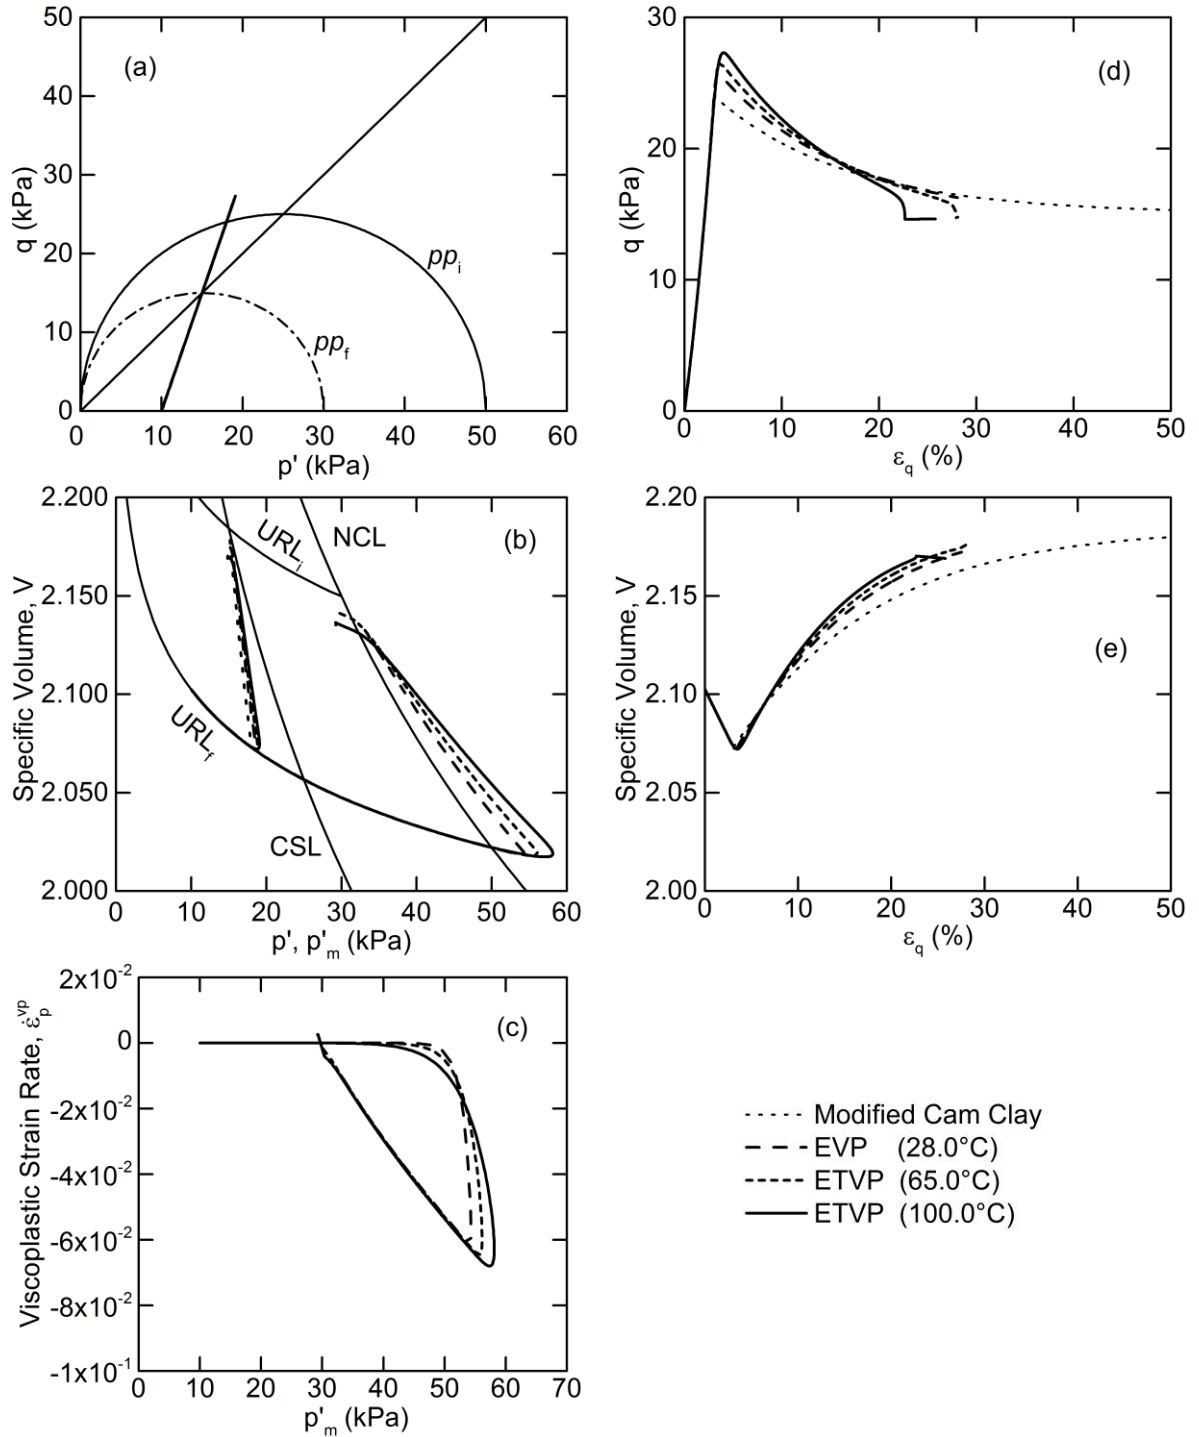 (a)
50
40
30
20
10
0
q (kPa)
pp_i
pp_f
0 10 20 30 40 50 60
p' (kPa)
(d)
30
20
10
0
q (kPa)
0 10 20 30 40 50
ε_q (%)
(b)
2.200
2.150
2.100
2.050
2.000
Specific Volume, V
URL_i
NCL
URL_f
CSL
0 10 20 30 40 50 60
p', p'_m (kPa)
(e)
2.20
2.15
2.10
2.05
2.00
Specific Volume, V
0 10 20 30 40 50
ε_q (%)
(c)
2x10^-2
0
-2x10^-2
-4x10^-2
-6x10^-2
-8x10^-2
-1x10^-1
Viscoplastic Strain Rate, ε̇_p^vp
0 10 20 30 40 50 60 70
p'_m (kPa)
Modified Cam Clay
EVP (28.0°C)
ETVP (65.0°C)
ETVP (100.0°C)